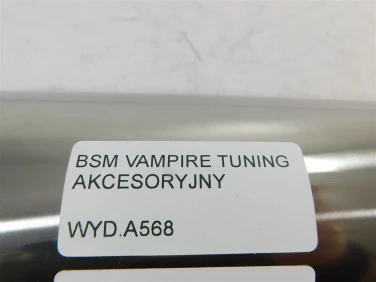 BSM VAMPIRE TUNING
AKCESORYJNY
WYD.A568